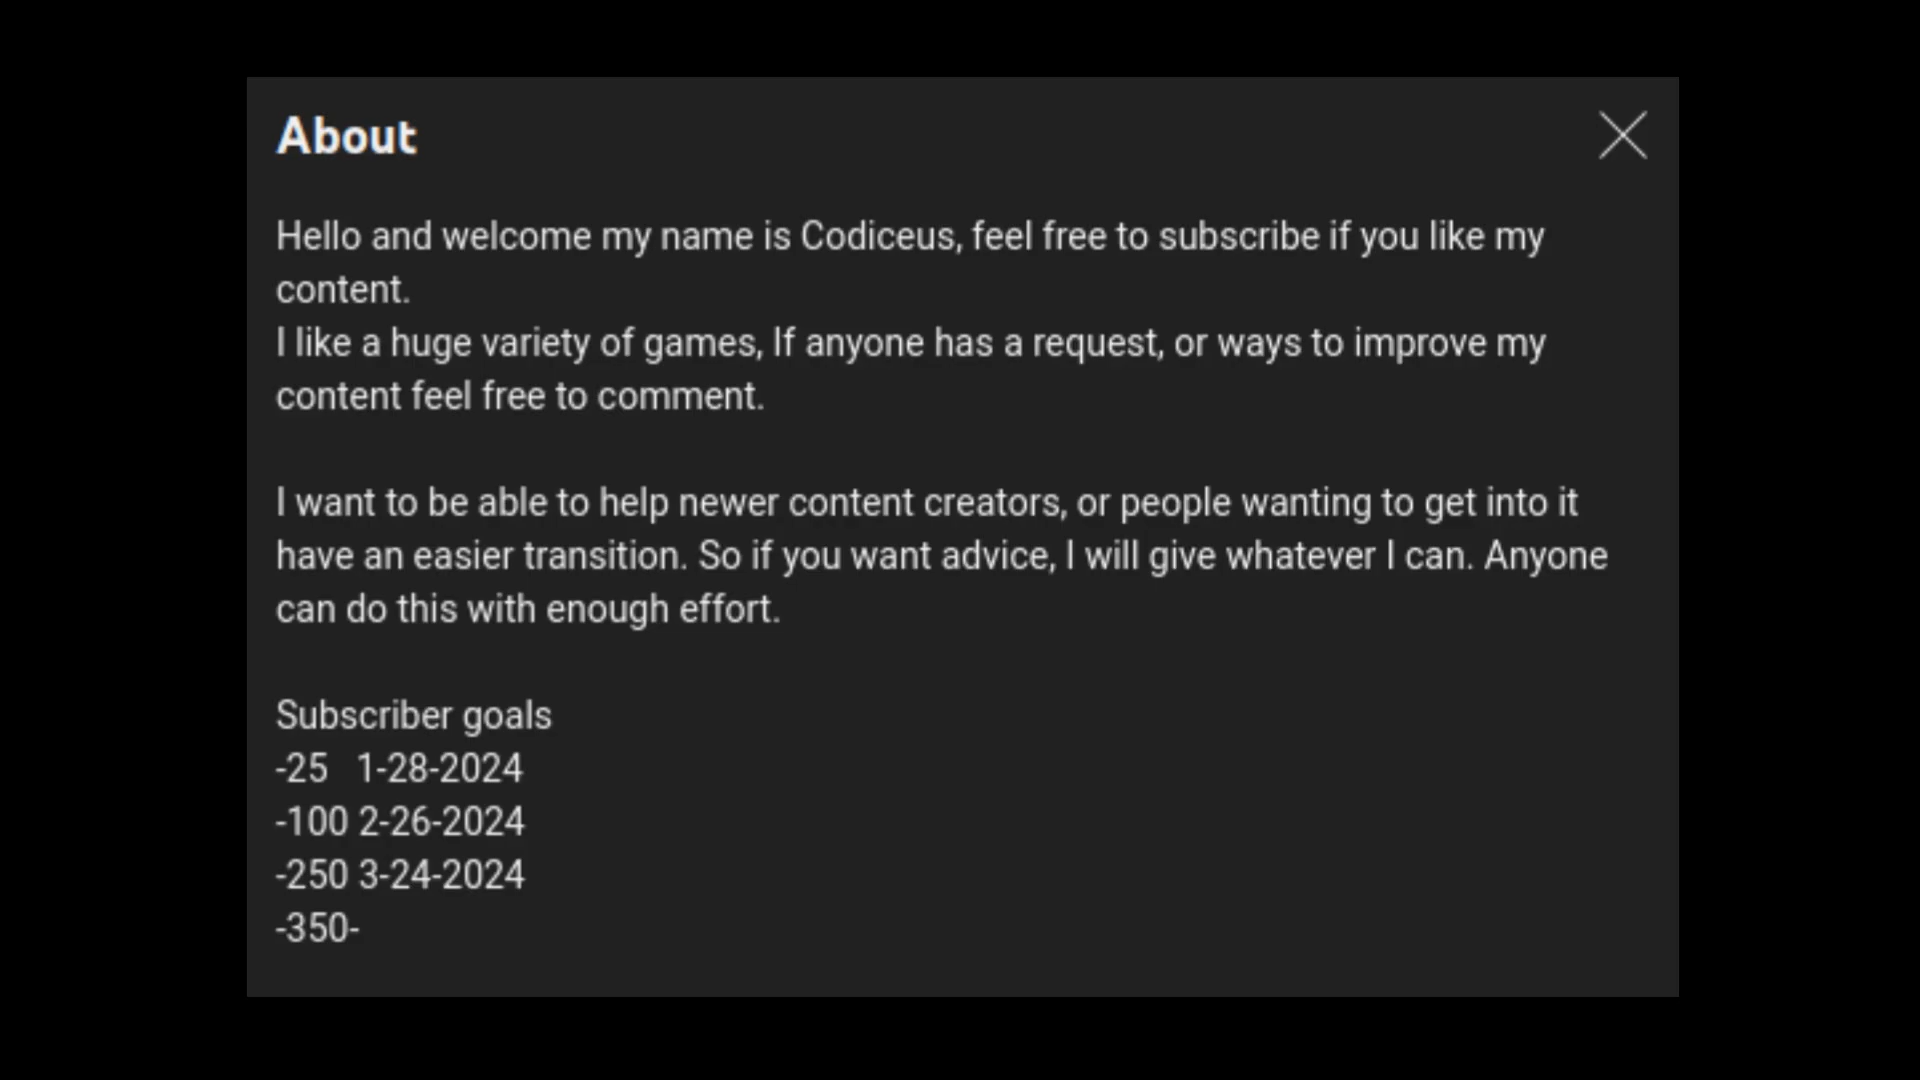 About
Hello and welcome my name is Codiceus, feel free to subscribe if you like my
content.
I like a huge variety of games, If anyone has a request, or ways to improve my
content feel free to comment.
I want to be able to help newer content creators, or people wanting to get into it
have an easier transition. So if you want advice, I will give whatever I can. Anyone
can do this with enough effort.
Subscriber goals
-25   1-28-2024
-100 2-26-2024
-250 3-24-2024
-350-